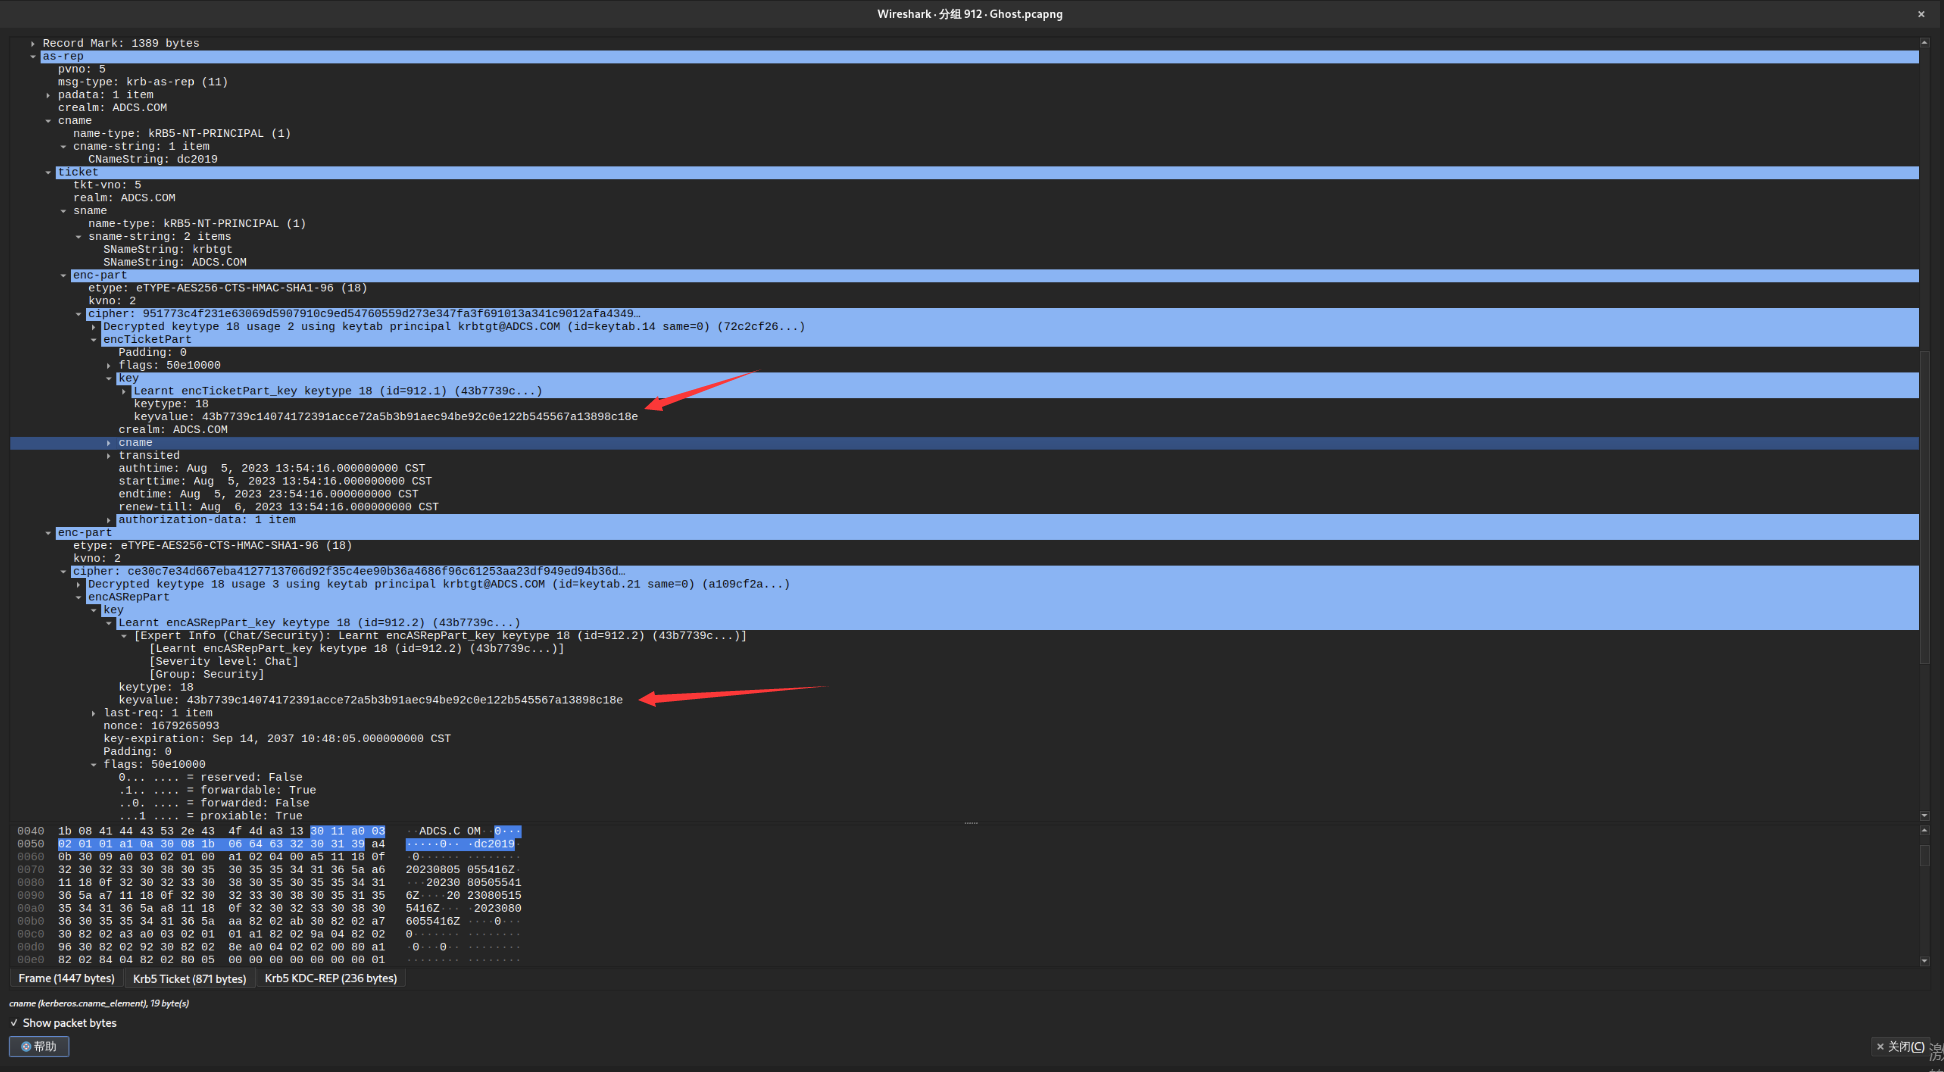 Wireshark · 分组 912 · Ghost.pcapng
Record Mark: 1389 bytes
as-rep
pvno: 5
msg-type: krb-as-rep (11)
padata: 1 item
crealm: ADCS.COM
cname
name-type: kRB5-NT-PRINCIPAL (1)
cname-string: 1 item
CNameString: dc2019
ticket
tkt-vno: 5
realm: ADCS.COM
sname
name-type: kRB5-NT-PRINCIPAL (1)
sname-string: 2 items
SNameString: krbtgt
SNameString: ADCS.COM
enc-part
etype: eTYPE-AES256-CTS-HMAC-SHA1-96 (18)
kvno: 2
cipher: 951773c4f231e63069d5907910c9ed54760559d273e347fa3f691013a341c9012afa4349…
Decrypted keytype 18 usage 2 using keytab principal krbtgt@ADCS.COM (id=keytab.14 same=0) (72c2cf26...)
encTicketPart
Padding: 0
flags: 50e10000
key
Learnt encTicketPart_key keytype 18 (id=912.1) (43b7739c...)
keytype: 18
keyvalue: 43b7739c14074172391acce72a5b3b91aec94be92c0e122b545567a13898c18e
crealm: ADCS.COM
cname
transited
authtime: Aug  5, 2023 13:54:16.000000000 CST
starttime: Aug  5, 2023 13:54:16.000000000 CST
endtime: Aug  5, 2023 23:54:16.000000000 CST
renew-till: Aug  6, 2023 13:54:16.000000000 CST
authorization-data: 1 item
enc-part
etype: eTYPE-AES256-CTS-HMAC-SHA1-96 (18)
kvno: 2
cipher: ce30c7e34d667eba4127713706d92f35c4ee90b36a4686f96c61253aa23df949ed94b36d…
Decrypted keytype 18 usage 3 using keytab principal krbtgt@ADCS.COM (id=keytab.21 same=0) (a109cf2a...)
encASRepPart
key
Learnt encASRepPart_key keytype 18 (id=912.2) (43b7739c...)
[Expert Info (Chat/Security): Learnt encASRepPart_key keytype 18 (id=912.2) (43b7739c...)]
[Learnt encASRepPart_key keytype 18 (id=912.2) (43b7739c...)]
[Severity level: Chat]
[Group: Security]
keytype: 18
keyvalue: 43b7739c14074172391acce72a5b3b91aec94be92c0e122b545567a13898c18e
last-req: 1 item
nonce: 1679265093
key-expiration: Sep 14, 2037 10:48:05.000000000 CST
Padding: 0
flags: 50e10000
0... .... = reserved: False
.1.. .... = forwardable: True
..0. .... = forwarded: False
...1 .... = proxiable: True
0040 1b 08 41 44 43 53 2e 43 4f 4d a3 13 30 11 a0 03 ··ADCS.C OM··0···
0050 02 01 01 a1 0a 30 08 1b 06 64 63 32 30 31 39 a4 ·····0·· ·dc2019·
0060 0b 30 09 a0 03 02 01 00 a1 02 04 00 a5 11 18 0f ·0······ ········
0070 32 30 32 33 30 38 30 35 30 35 35 34 31 36 5a a6 20230805 055416Z·
0080 11 18 0f 32 30 32 33 30 38 30 35 30 35 35 34 31 ···20230 80505541
0090 36 5a a7 11 18 0f 32 30 32 33 30 38 30 35 31 35 6Z····20 23080515
00a0 35 34 31 36 5a a8 11 18 0f 32 30 32 33 30 38 30 5416Z··· ·2023080
00b0 36 30 35 35 34 31 36 5a aa 82 02 ab 30 82 02 a7 6055416Z ····0···
00c0 30 82 02 a3 a0 03 02 01 01 a1 82 02 9a 04 82 02 0······· ········
00d0 96 30 82 02 92 30 82 02 8e a0 04 02 02 00 80 a1 ·0···0·· ········
00e0 82 02 84 04 82 02 80 05 00 00 00 00 00 00 00 01 ········ ········
Frame (1447 bytes) Krb5 Ticket (871 bytes) Krb5 KDC-REP (236 bytes)
cname (kerberos.cname_element), 19 byte(s)
Show packet bytes
帮助
关闭(C)
激